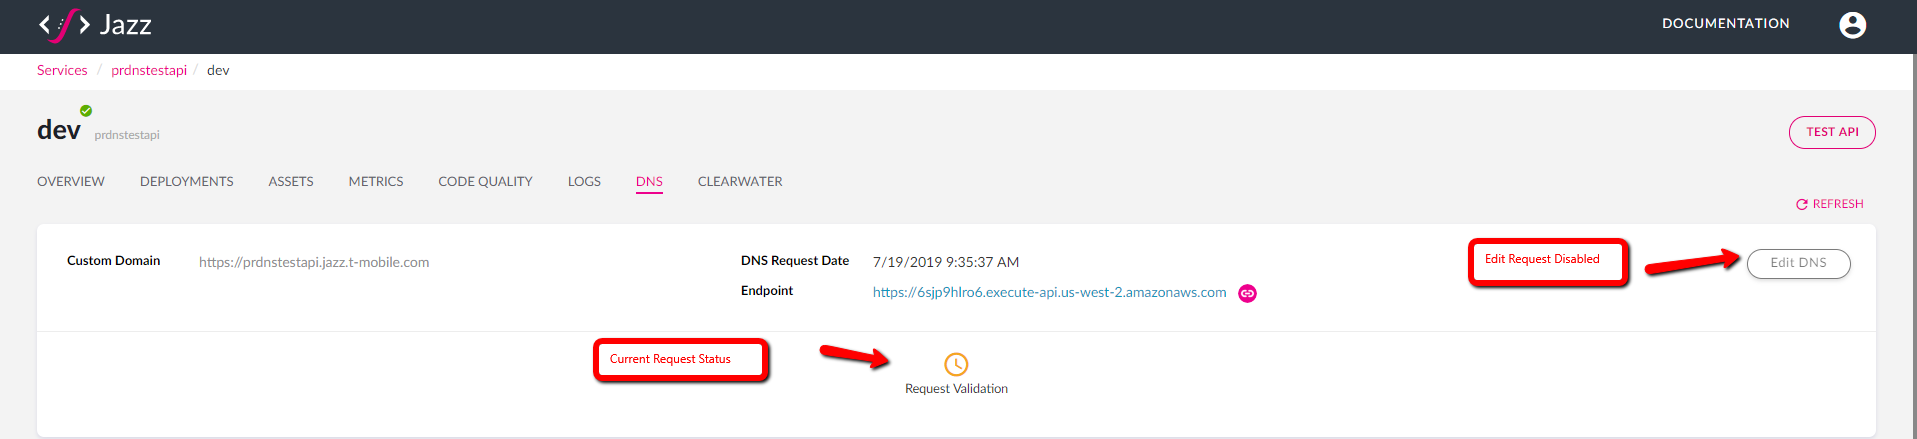 Jazz
DOCUMENTATION
Services / prdnstestapi / dev
dev prdnstestapi
TEST API
OVERVIEW DEPLOYMENTS ASSETS METRICS CODE QUALITY LOGS DNS CLEARWATER
REFRESH
Custom Domain https://prdnstestapi.jazz.t-mobile.com
DNS Request Date 7/19/2019 9:35:37 AM
Endpoint https://6sjp9hlro6.execute-api.us-west-2.amazonaws.com
Edit Request Disabled
Edit DNS
Current Request Status
Request Validation